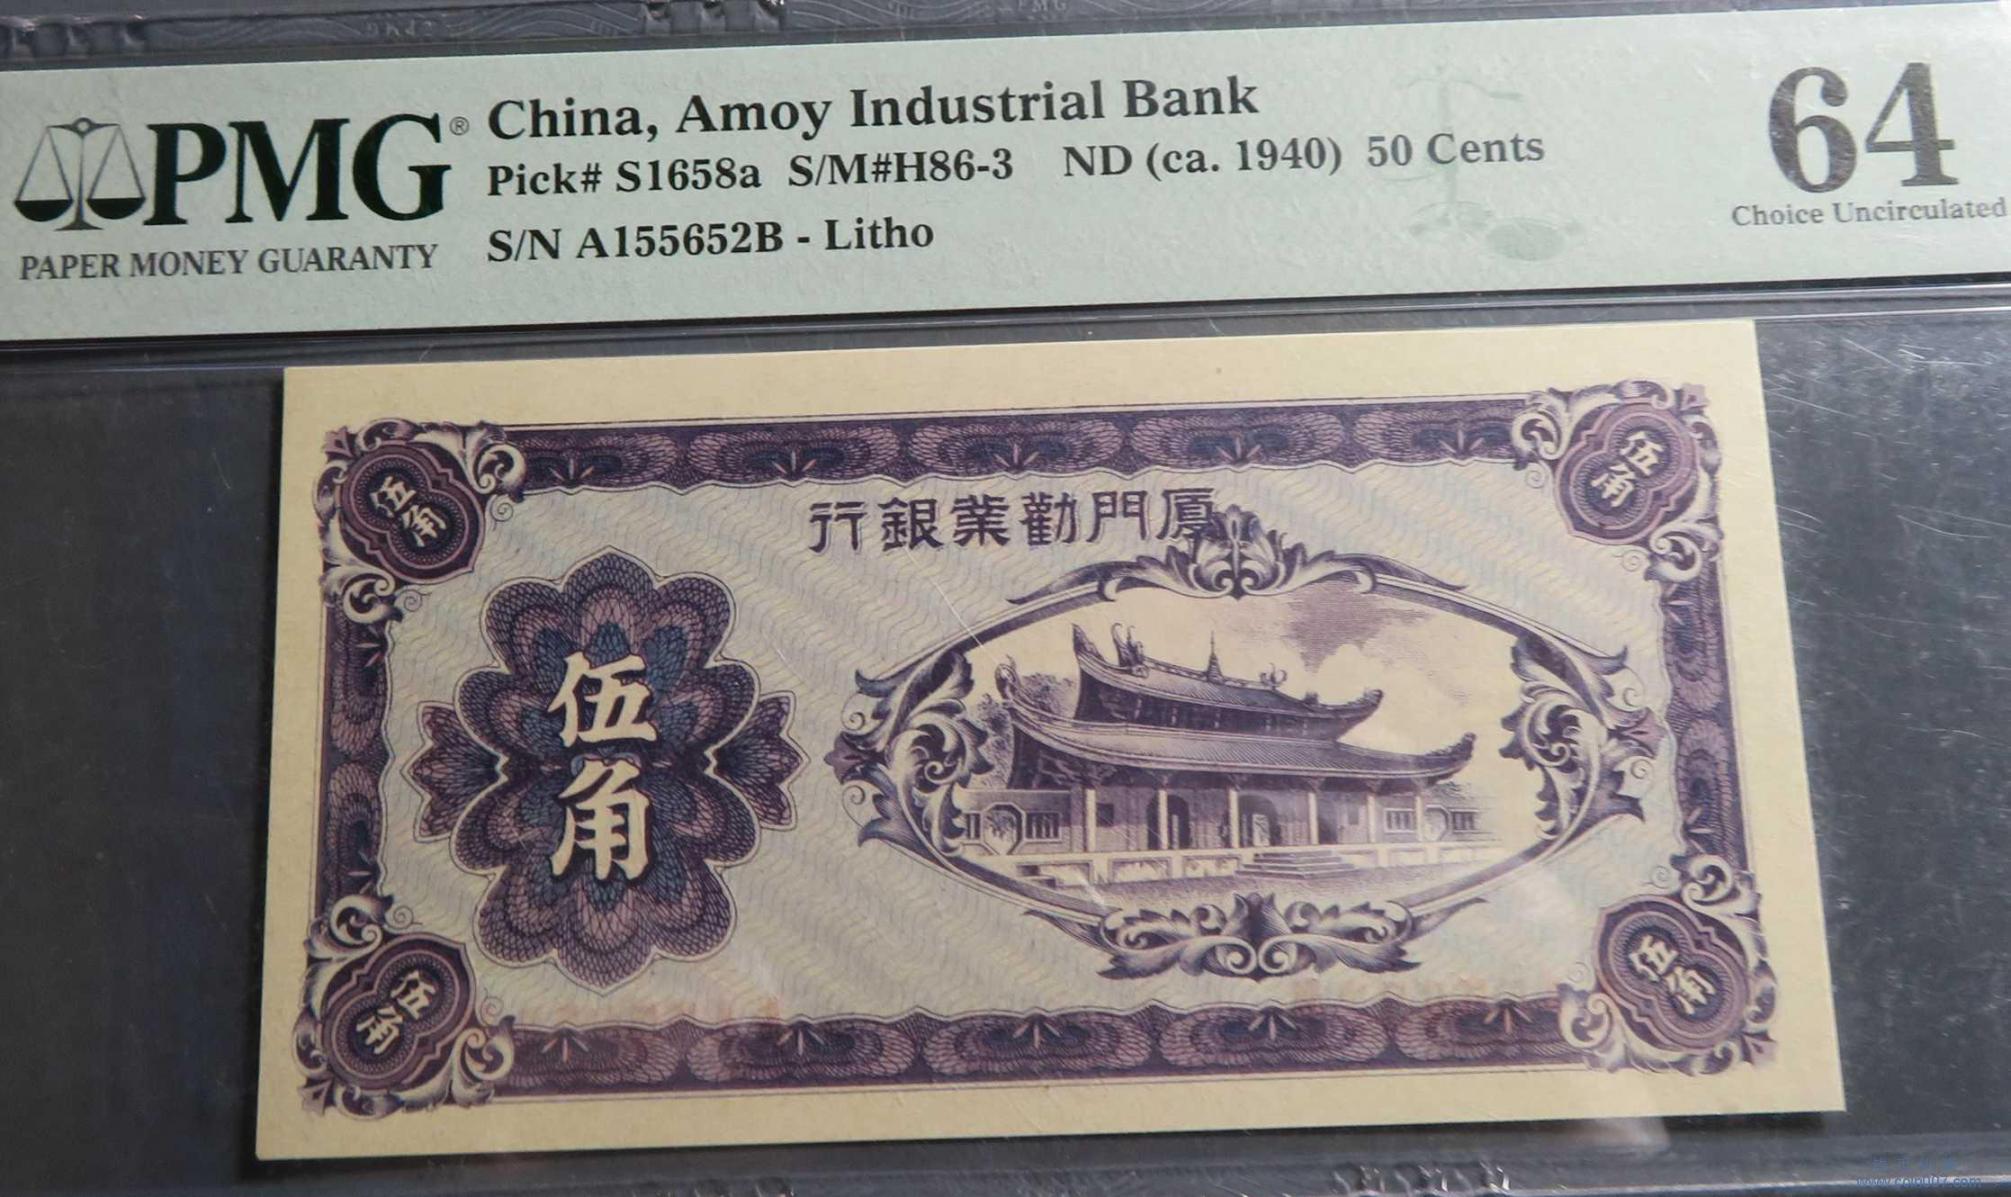 PMG®
PAPER MONEY GUARANTY
China, Amoy Industrial Bank
Pick# S1658a S/M#H86-3 ND (ca. 1940) 50 Cents
S/N A155652B - Litho
64
Choice Uncirculated
行銀業勸門厦
伍角
伍角
伍角
伍角
伍角